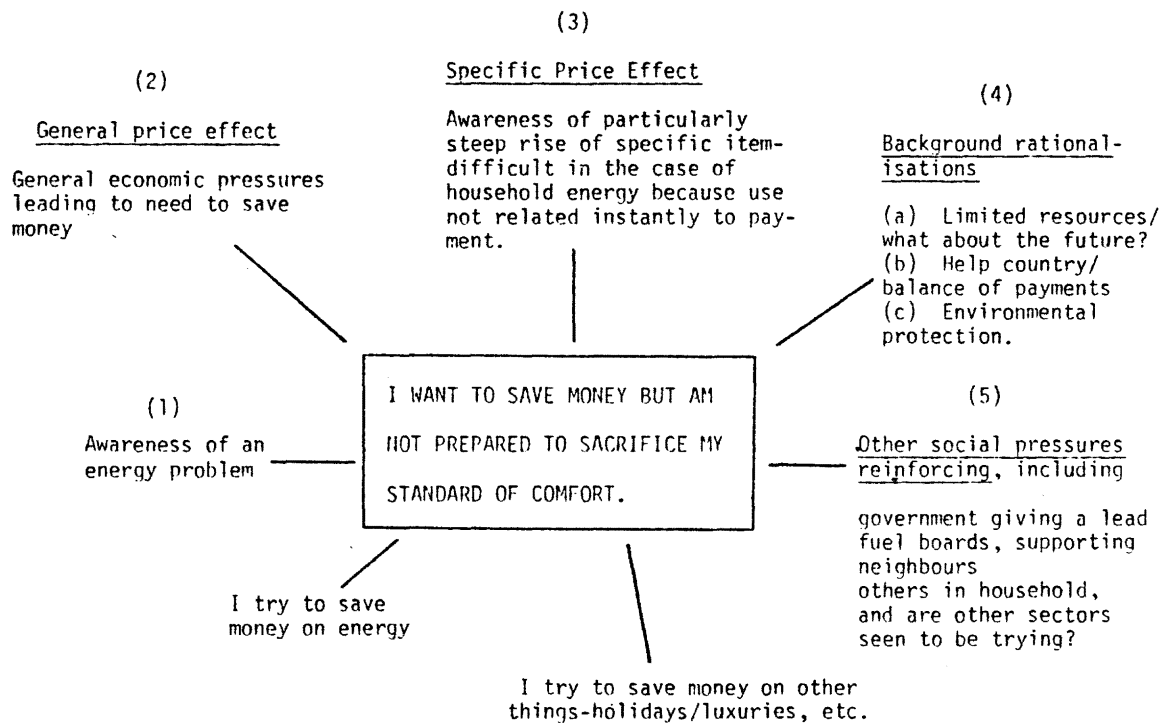 (3)
Specific Price Effect
Awareness of particularly
steep rise of specific item-
difficult in the case of
household energy because use
not related instantly to pay-
ment.
(2)
General price effect
General economic pressures
leading to need to save
money
(4)
Background rational-
isations
(a) Limited resources/
what about the future?
(b) Help country/
balance of payments
(c) Environmental
protection.
(1)
Awareness of an
energy problem
I WANT TO SAVE MONEY BUT AM
NOT PREPARED TO SACRIFICE MY
STANDARD OF COMFORT.
(5)
Other social pressures
reinforcing, including
government giving a lead
fuel boards, supporting
neighbours
others in household,
and are other sectors
seen to be trying?
I try to save
money on energy
I try to save money on other
things-holidays/luxuries, etc.